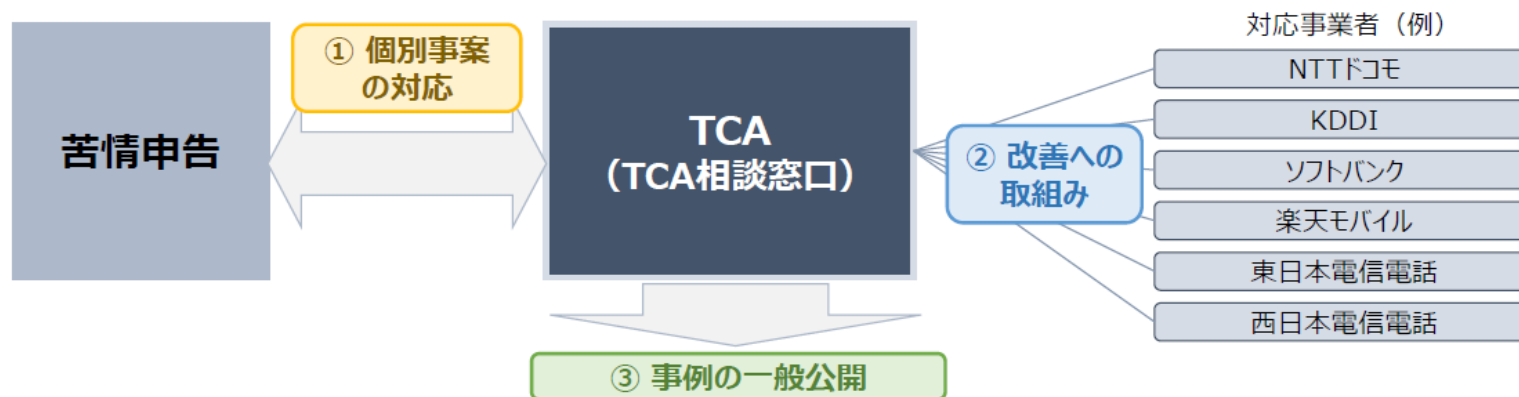 苦情申告
① 個別事案
の対応
TCA
（TCA相談窓口）
② 改善への
取組み
対応事業者（例）
NTTドコモ
KDDI
ソフトバンク
楽天モバイル
東日本電信電話
西日本電信電話
③ 事例の一般公開